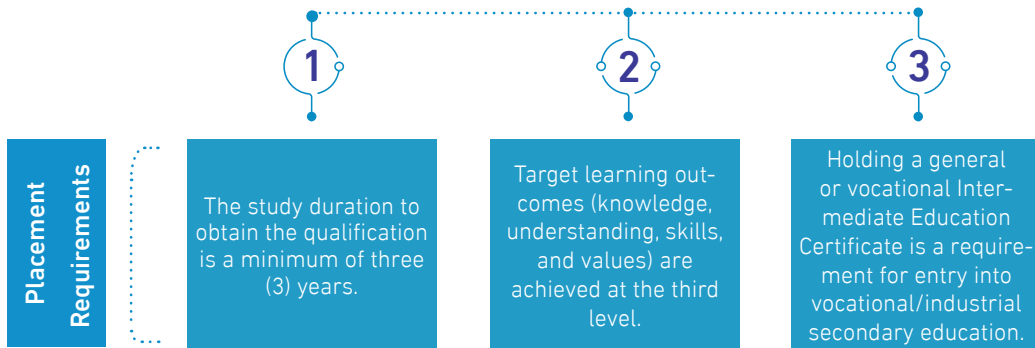 1
2
3
Placement
Requirements
The study duration to
obtain the qualification
is a minimum of three
(3) years.
Target learning out-
comes (knowledge,
understanding, skills,
and values) are
achieved at the third
level.
Holding a general
or vocational Inter-
mediate Education
Certificate is a require-
ment for entry into
vocational/industrial
secondary education.